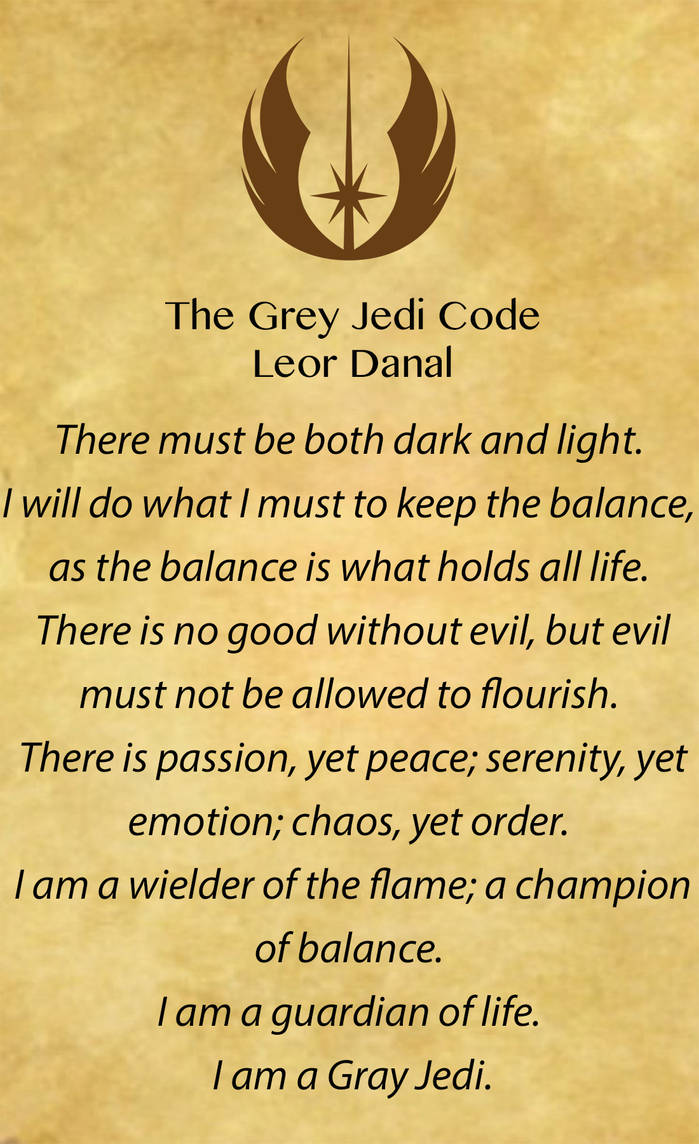 The Grey Jedi Code
Leor Danal
There must be both dark and light.
I will do what I must to keep the balance,
as the balance is what holds all life.
There is no good without evil, but evil
must not be allowed to flourish.
There is passion, yet peace; serenity, yet
emotion; chaos, yet order.
I am a wielder of the flame; a champion
of balance.
I am a guardian of life.
I am a Gray Jedi.